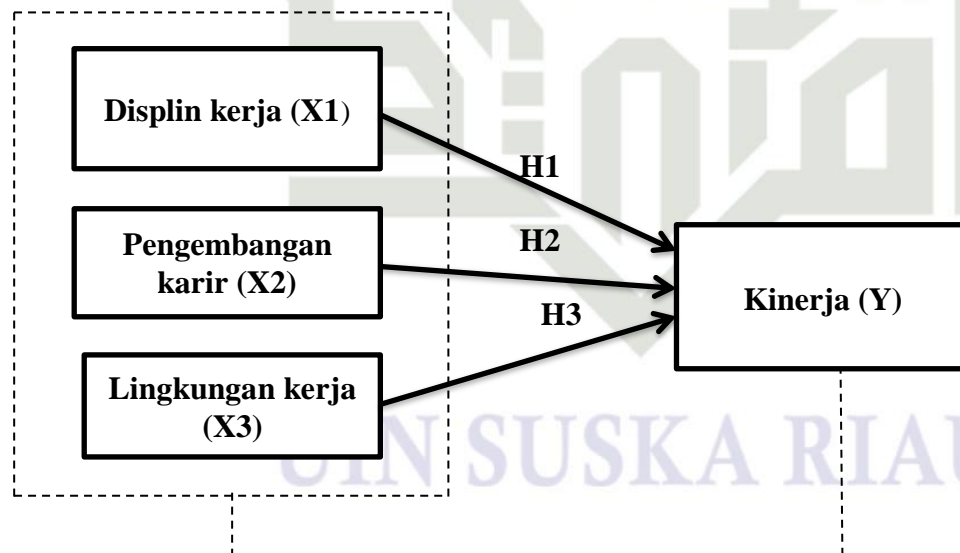 Displin kerja (X1)
H1
Pengembangan
karir (X2)
H2
Kinerja (Y)
H3
Lingkungan kerja
(X3)
UIN SUSKA RIAU